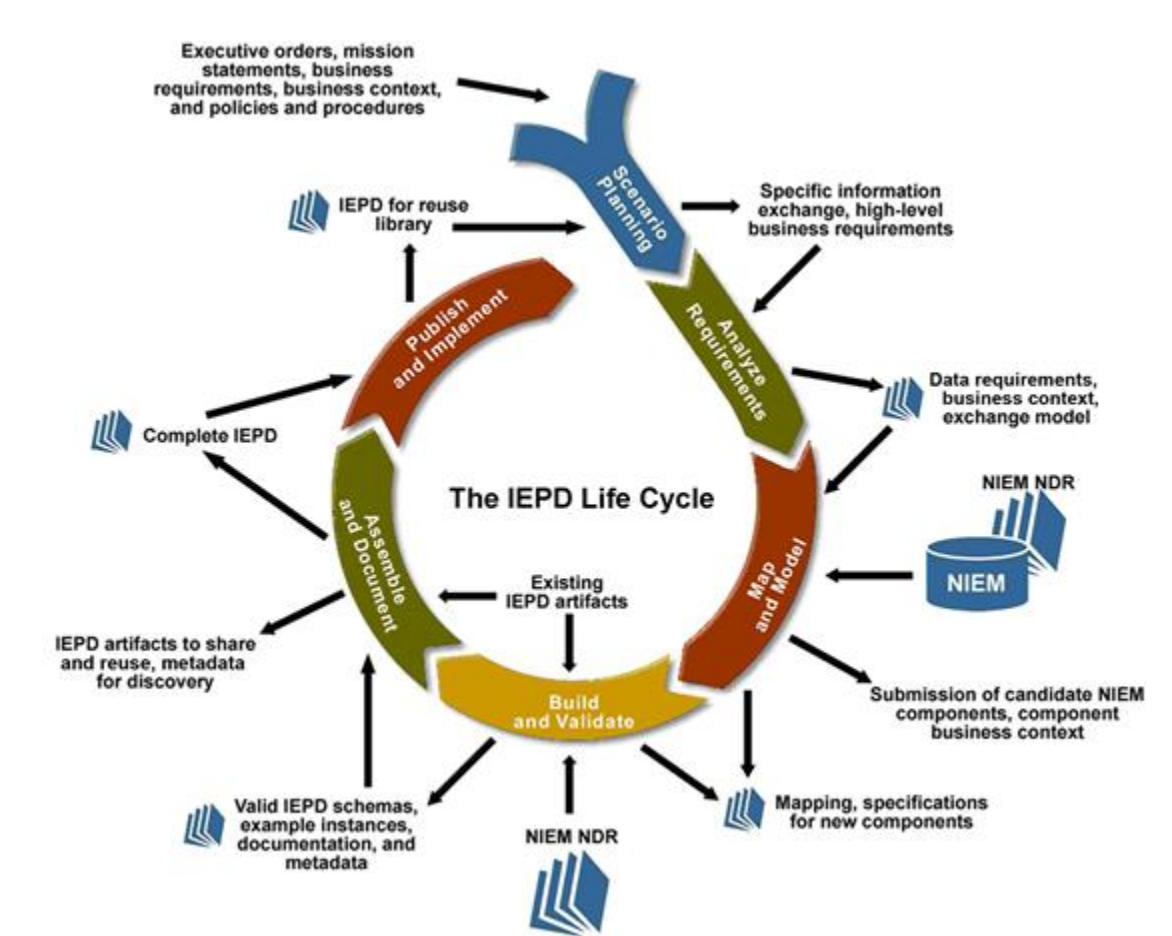 Executive orders, mission
statements, business
requirements, business context,
and policies and procedures
Scenario
Planning
IEPD for reuse
library
Specific information
exchange, high-level
business requirements
Publish
and Implement
Analyze
Requirements
Data requirements,
business context,
exchange model
Complete IEPD
The IEPD Life Cycle
NIEM NDR
NIEM
Assemble
and Document
Map
and Model
Existing
IEPD artifacts
IEPD artifacts to share
and reuse, metadata
for discovery
Build
and Validate
Submission of candidate NIEM
components, component
business context
Valid IEPD schemas,
example instances,
documentation, and
metadata
NIEM NDR
Mapping, specifications
for new components